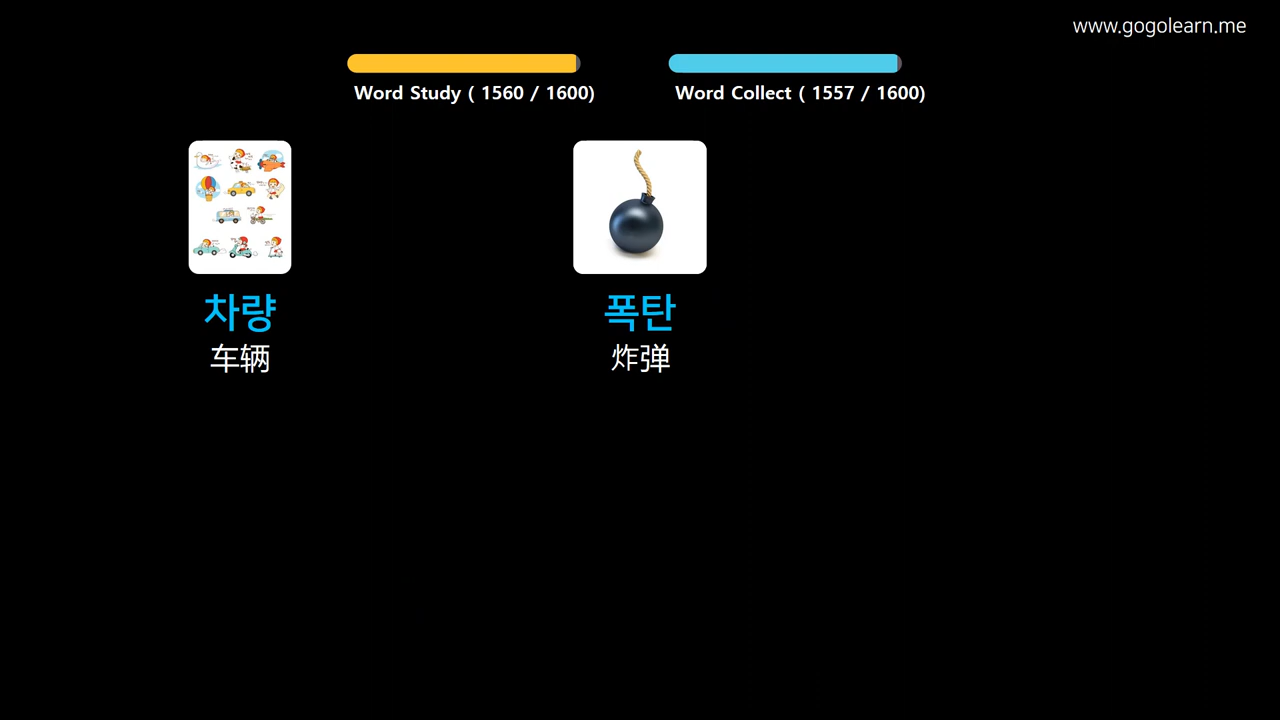 www.gogolearn.me
Word Study ( 1560 / 1600)
Word Collect ( 1557 / 1600)
차량
车辆
폭탄
炸弹